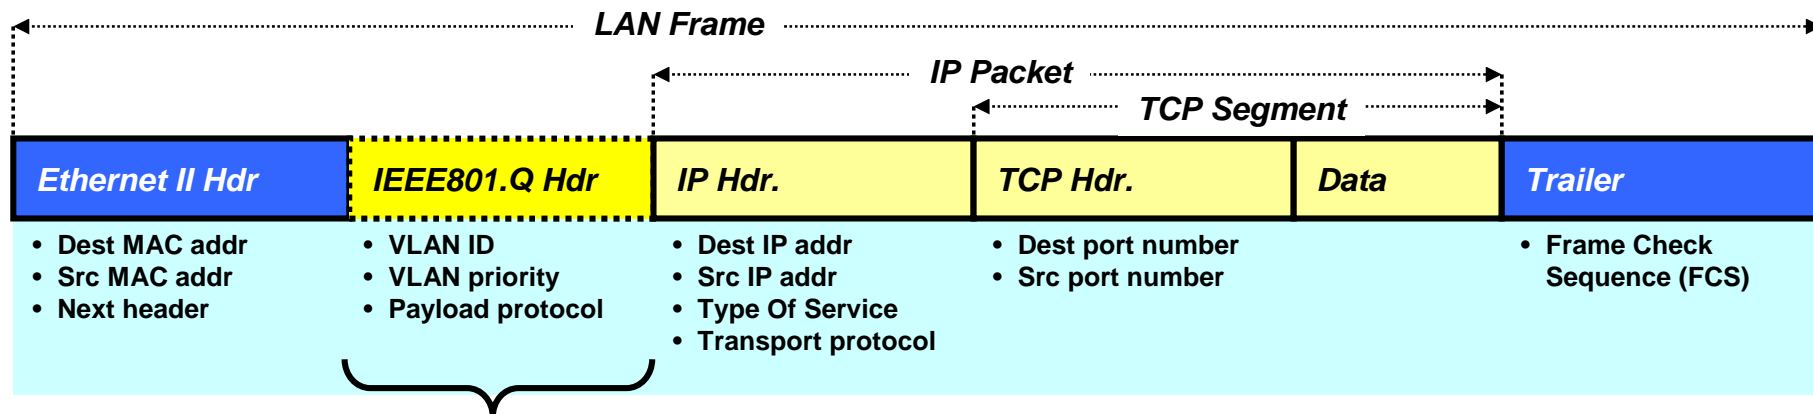 LAN Frame
IP Packet
TCP Segment
Ethernet II Hdr
IEEE801.Q Hdr
IP Hdr.
TCP Hdr.
Data
Trailer
• Dest MAC addr
• Src MAC addr
• Next header
• VLAN ID
• VLAN priority
• Payload protocol
• Dest IP addr
• Src IP addr
• Type Of Service
• Transport protocol
• Dest port number
• Src port number
• Frame Check
Sequence (FCS)